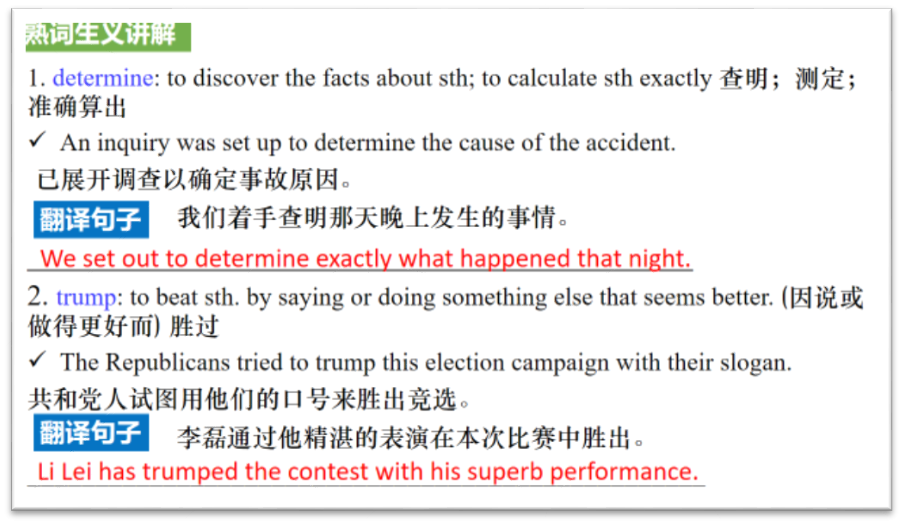 熟词生义讲解
1. determine: to discover the facts about sth; to calculate sth exactly 查明；测定；
准确算出
✓ An inquiry was set up to determine the cause of the accident.
已展开调查以确定事故原因。
翻译句子 我们着手查明那天晚上发生的事情。
We set out to determine exactly what happened that night.
2. trump: to beat sth. by saying or doing something else that seems better. (因说或
做得更好而) 胜过
✓ The Republicans tried to trump this election campaign with their slogan.
共和党人试图用他们的口号来胜出竞选。
翻译句子 李磊通过他精湛的表演在本次比赛中胜出。
Li Lei has trumped the contest with his superb performance.